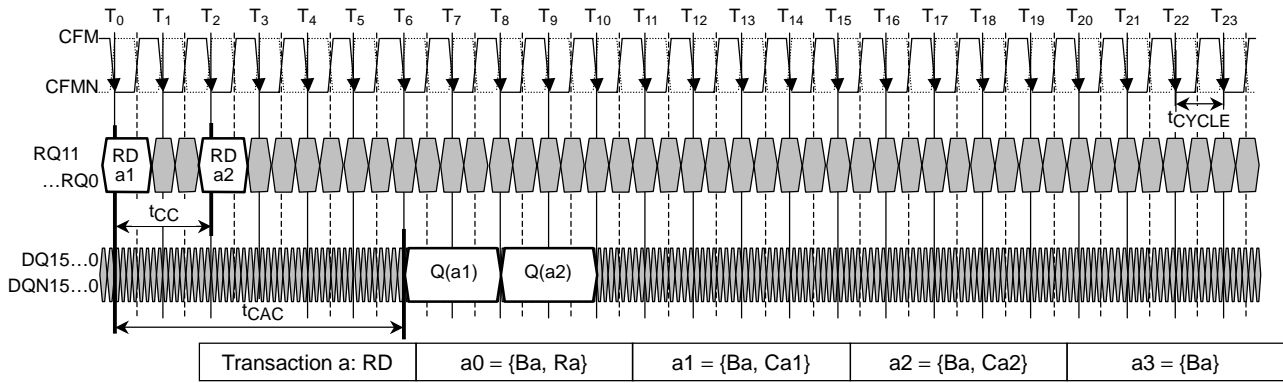 T0 T1 T2 T3 T4 T5 T6 T7 T8 T9 T10 T11 T12 T13 T14 T15 T16 T17 T18 T19 T20 T21 T22 T23
CFM
CFMN
tCYCLE
RQ11
...RQ0
RD
a1
RD
a2
tCC
DQ15...0
DQN15...0
Q(a1) Q(a2)
tCAC
Transaction a: RD a0 = {Ba, Ra} a1 = {Ba, Ca1} a2 = {Ba, Ca2} a3 = {Ba}